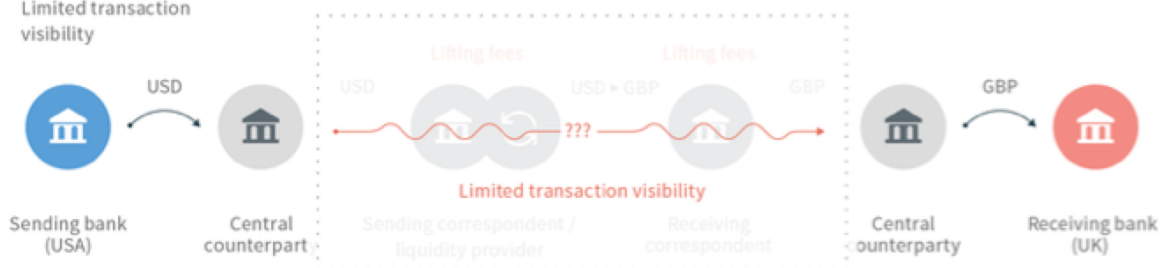 Limited transaction
visibility
Lifting fees
Lifting fees
USD
USD
USD ▸ GBP
GBP
GBP
???
Limited transaction visibility
Sending bank
(USA)
Central
counterparty
Sending correspondent /
liquidity provider
Receiving
correspondent
Central
counterparty
Receiving bank
(UK)